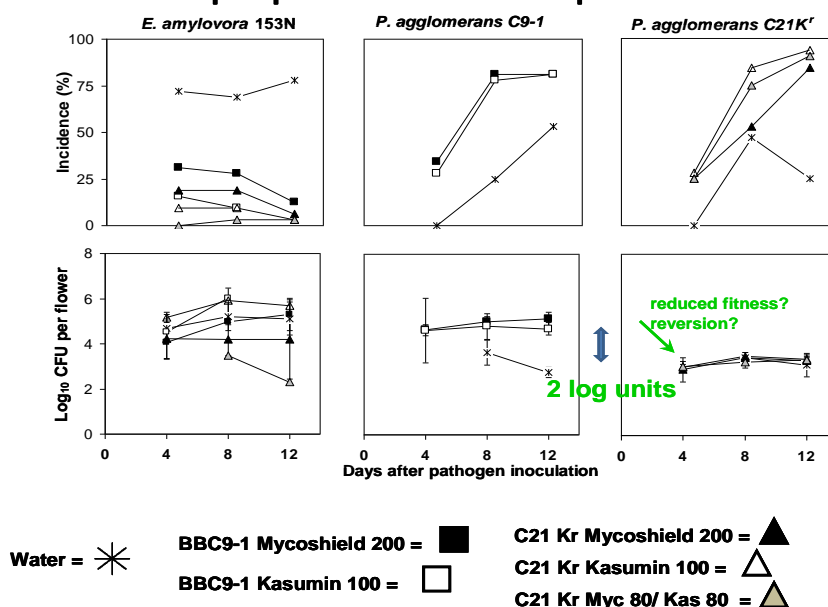 E. amylovora 153N
P. agglomerans C9-1
P. agglomerans C21Kʳ
Incidence (%)
100
75
50
25
0
Log₁₀ CFU per flower
8
6
4
2
0
reduced fitness?
reversion?
2 log units
0 4 8 12
0 4 8 12
0 4 8 12
Days after pathogen inoculation
Water =
BBC9-1 Mycoshield 200 =
BBC9-1 Kasumin 100 =
C21 Kr Mycoshield 200 =
C21 Kr Kasumin 100 =
C21 Kr Myc 80/ Kas 80 =